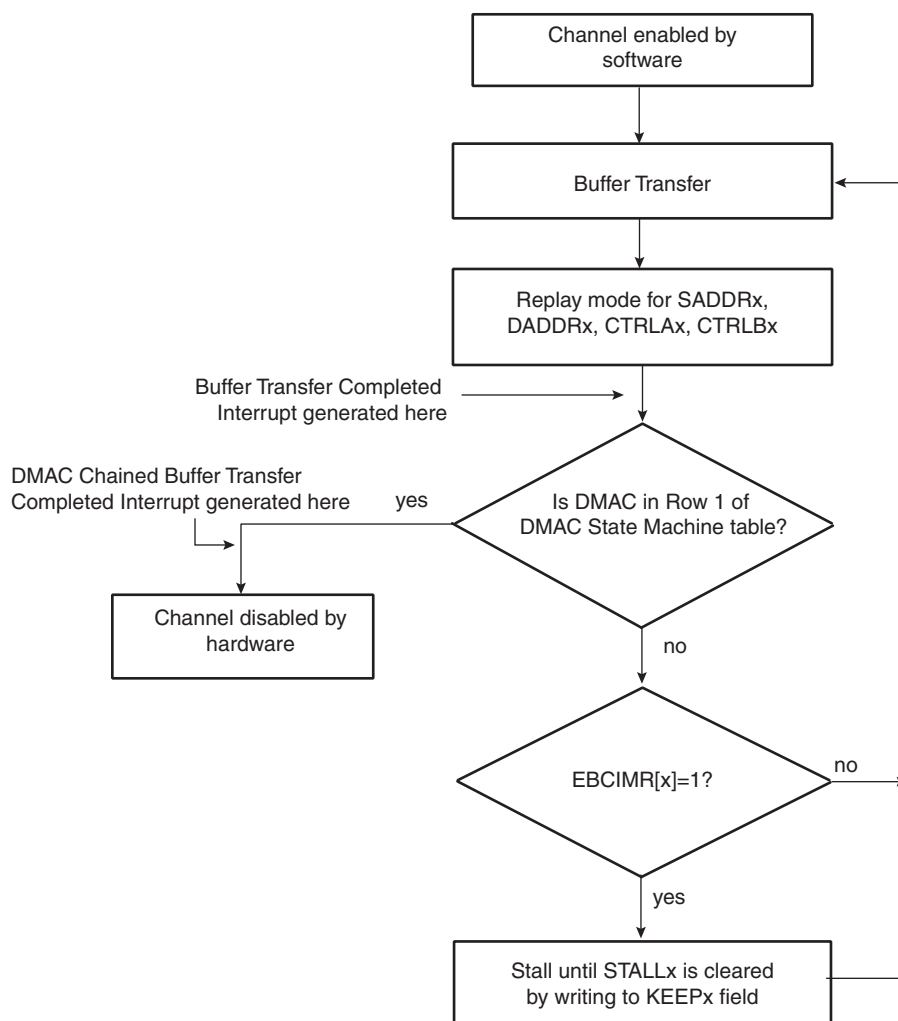 Channel enabled by
software
Buffer Transfer
Replay mode for SADDRx,
DADDRx, CTRLAx, CTRLBx
Buffer Transfer Completed
Interrupt generated here
DMAC Chained Buffer Transfer
Completed Interrupt generated here
yes
Is DMAC in Row 1 of
DMAC State Machine table?
Channel disabled by
hardware
no
EBCIMR[x]=1?
no
yes
Stall until STALLx is cleared
by writing to KEEPx field